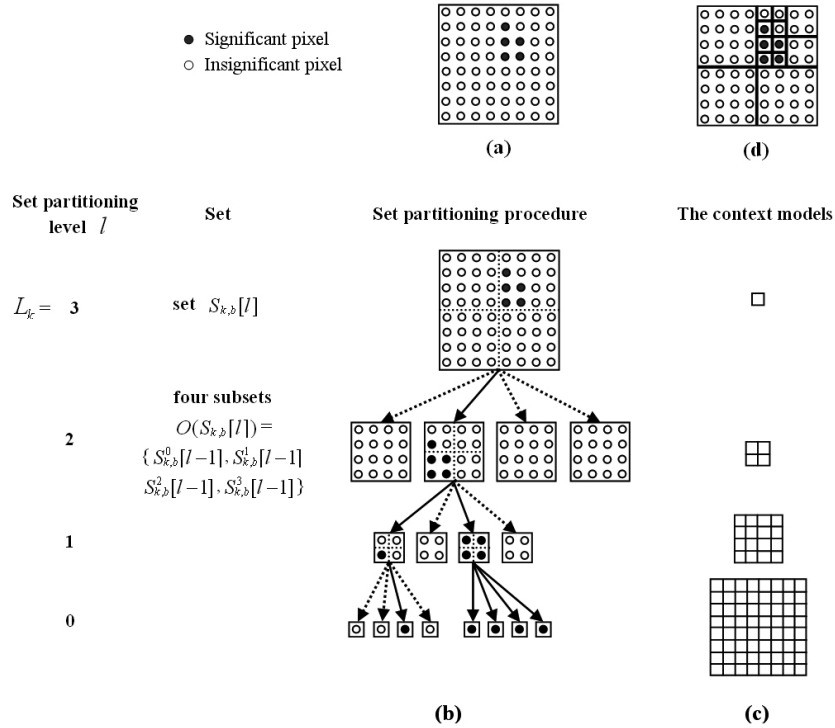 Significant pixel
Insignificant pixel
(a)
(d)
Set partitioning
level l
Set
Set partitioning procedure
The context models
L_k = 3
set S_{k,b}[l]
four subsets
2
O(S_{k,b}[l]) =
{ S^0_{k,b}[l−1], S^1_{k,b}[l−1]
S^2_{k,b}[l−1], S^3_{k,b}[l−1] }
1
0
(b)
(c)